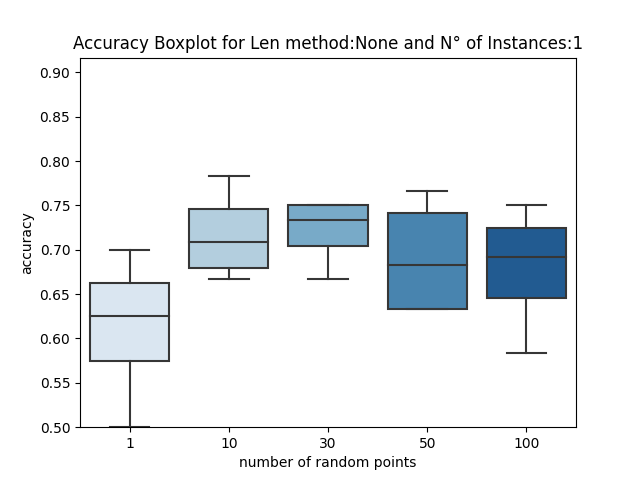 Accuracy Boxplot for Len method:None and N° of Instances:1
0.90
0.85
0.80
0.75
0.70
0.65
0.60
0.55
0.50
accuracy
1 10 30 50 100
number of random points